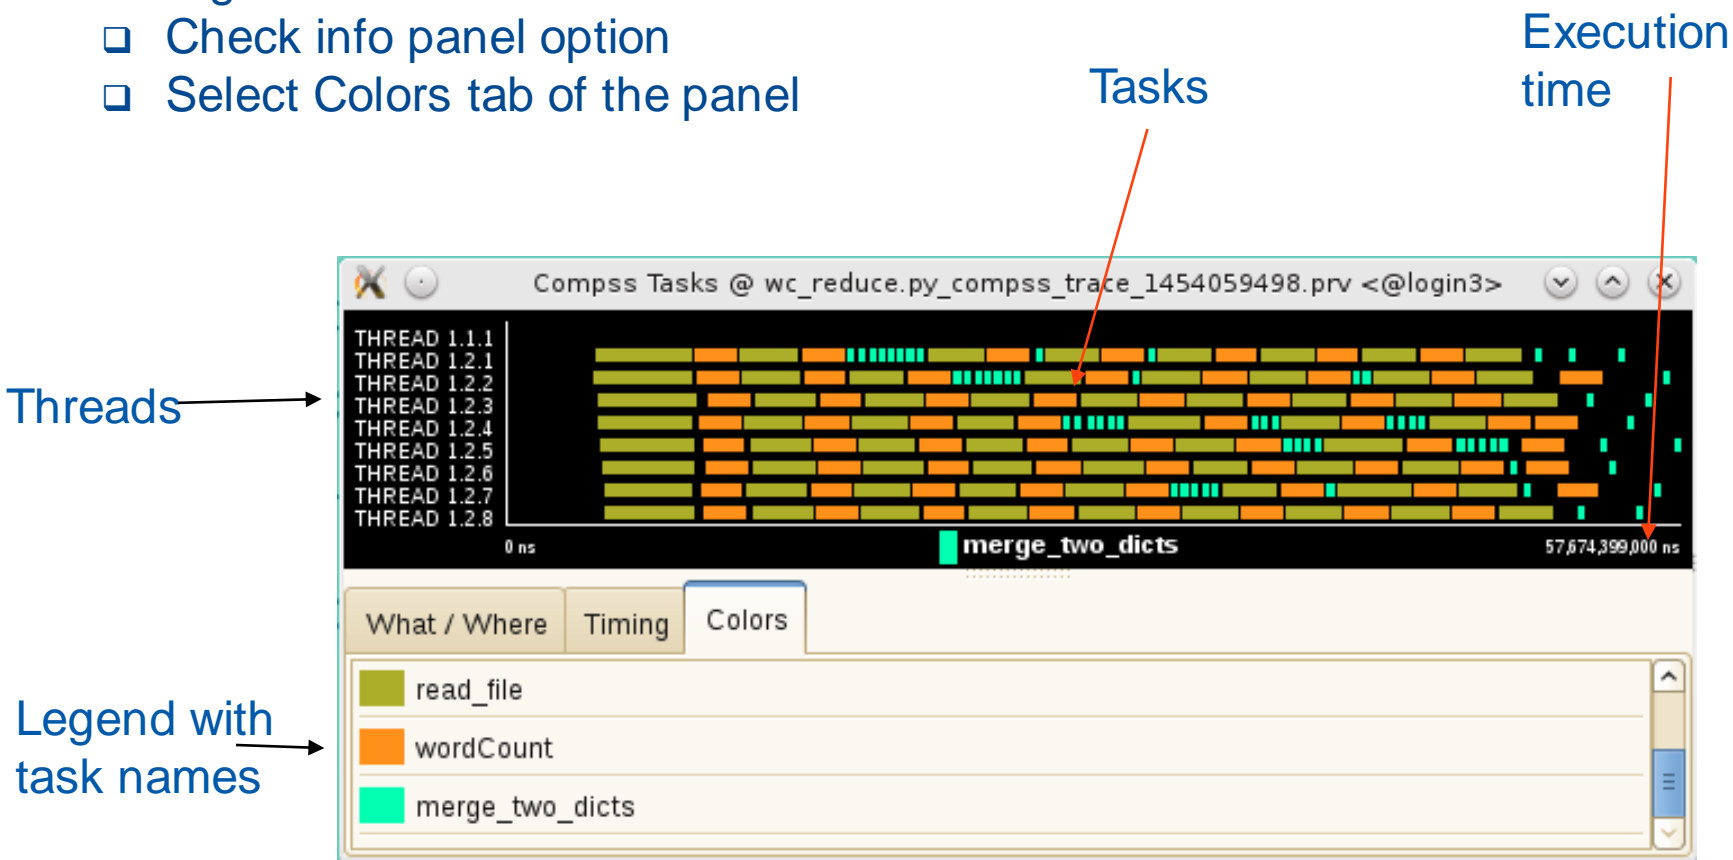 Check info panel option
Select Colors tab of the panel
Tasks
Execution
time
Compss Tasks @ wc_reduce.py_compss_trace_1454059498.prv <@login3>
THREAD 1.1.1
THREAD 1.2.1
THREAD 1.2.2
THREAD 1.2.3
THREAD 1.2.4
THREAD 1.2.5
THREAD 1.2.6
THREAD 1.2.7
THREAD 1.2.8
Threads
0 ns
merge_two_dicts
57,674,399,000 ns
What / Where
Timing
Colors
Legend with
task names
read_file
wordCount
merge_two_dicts